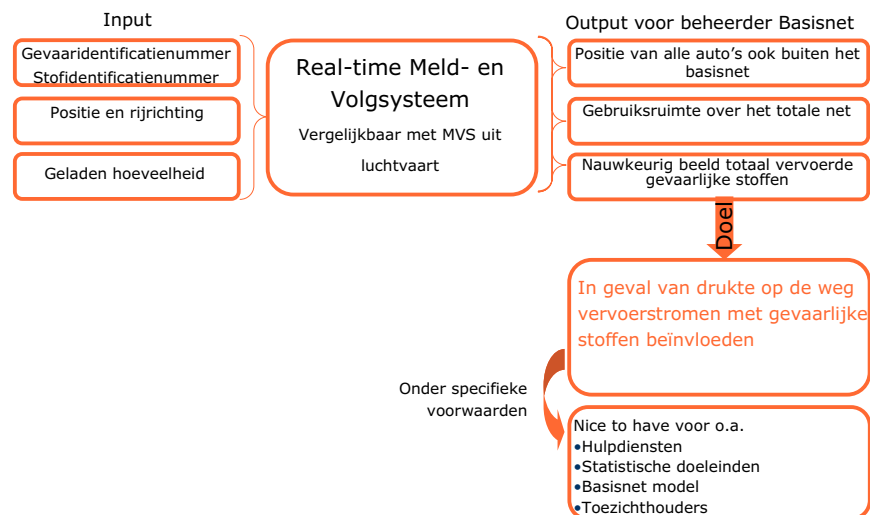 Input
Gevaaridentificatienummer
Stofidentificatienummer
Positie en rijrichting
Geladen hoeveelheid
Real-time Meld- en
Volgsysteem
Vergelijkbaar met MVS uit
luchtvaart
Output voor beheerder Basisnet
Positie van alle auto's ook buiten het
basisnet
Gebruiksruimte over het totale net
Nauwkeurig beeld totaal vervoerde
gevaarlijke stoffen
Doel
In geval van drukte op de weg
vervoerstromen met gevaarlijke
stoffen beïnvloeden
Onder specifieke
voorwaarden
Nice to have voor o.a.
•Hulpdiensten
•Statistische doeleinden
•Basisnet model
•Toezichthouders